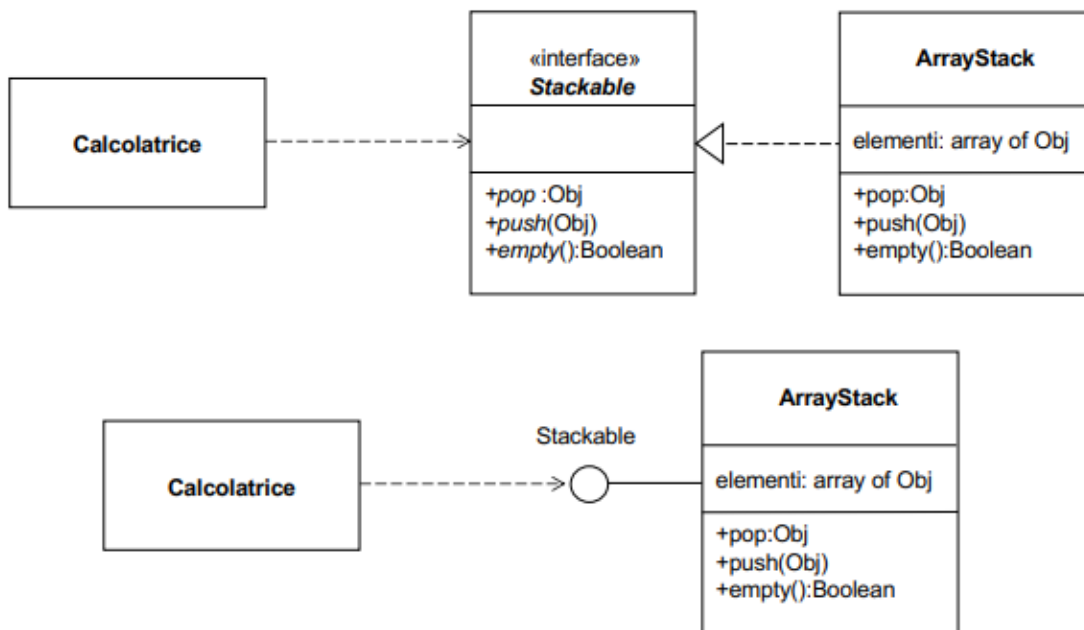 Calcolatrice
«interface»
Stackable
+pop :Obj
+push(Obj)
+empty():Boolean
ArrayStack
elementi: array of Obj
+pop:Obj
+push(Obj)
+empty():Boolean
Calcolatrice
Stackable
ArrayStack
elementi: array of Obj
+pop:Obj
+push(Obj)
+empty():Boolean